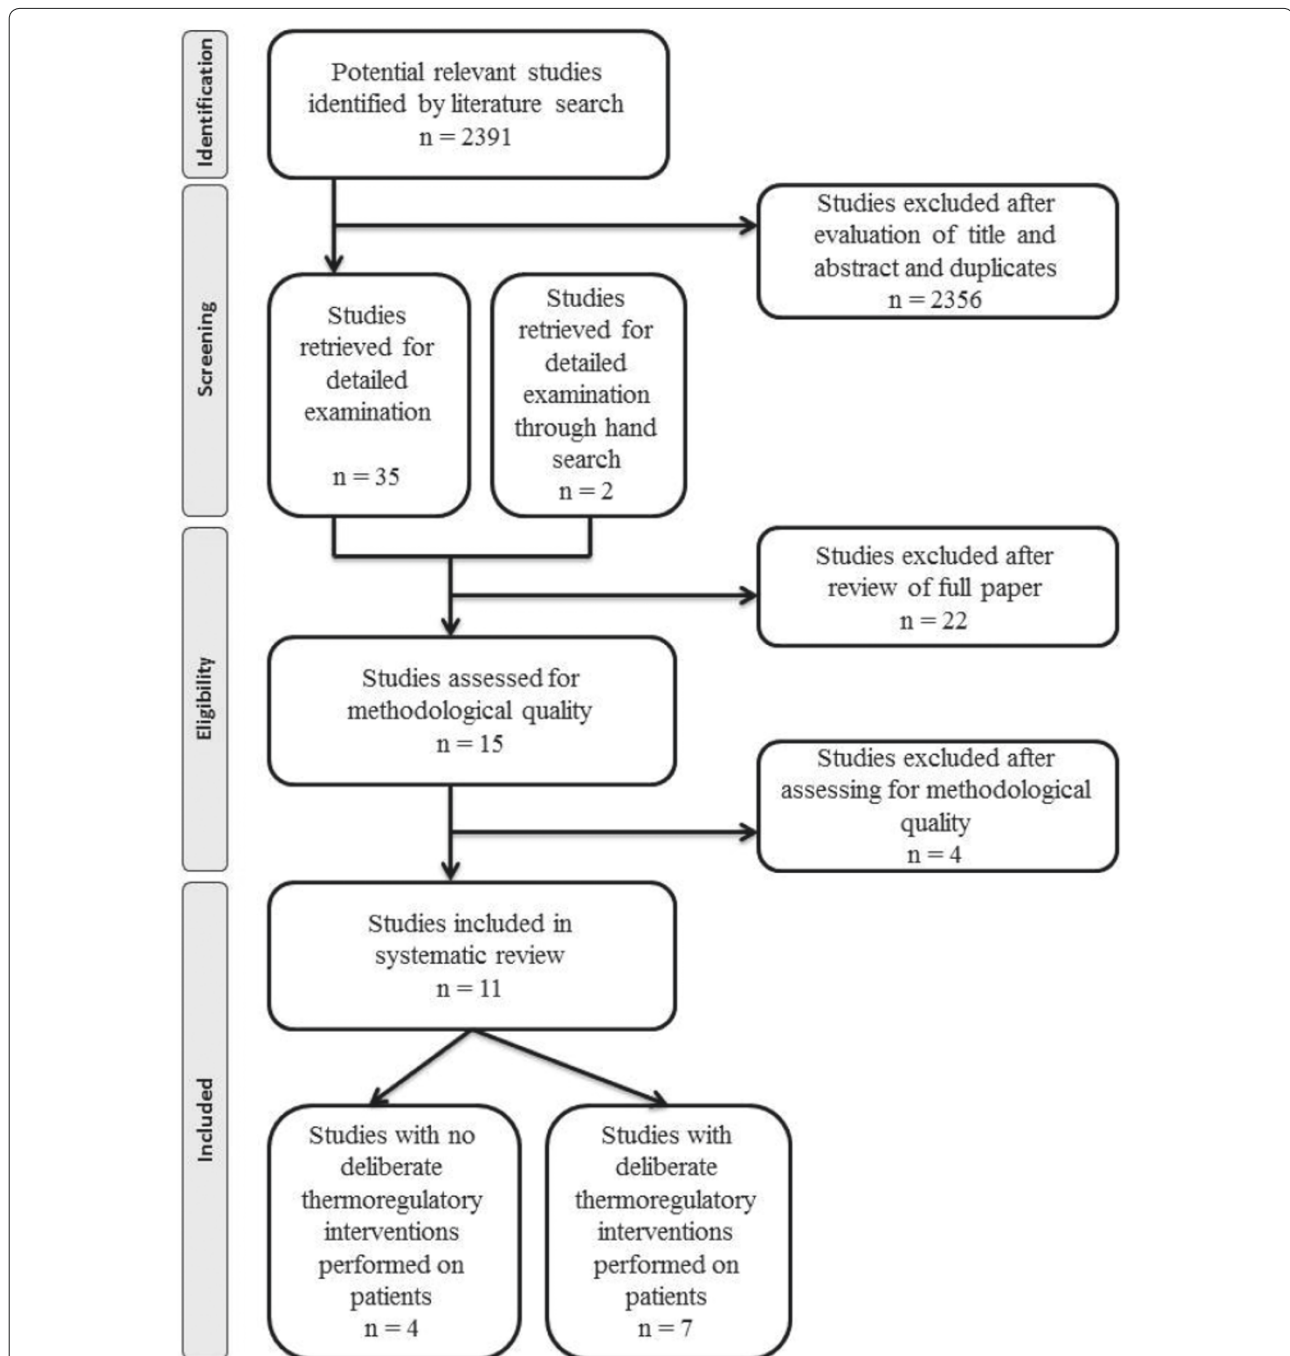 Identification
Potential relevant studies
identified by literature search
n = 2391
Screening
Studies excluded after
evaluation of title and
abstract and duplicates
n = 2356
Studies
retrieved for
detailed
examination
n = 35
Studies
retrieved for
detailed
examination
through hand
search
n = 2
Eligibility
Studies excluded after
review of full paper
n = 22
Studies assessed for
methodological quality
n = 15
Studies excluded after
assessing for methodological
quality
n = 4
Included
Studies included in
systematic review
n = 11
Studies with no
deliberate
thermoregulatory
interventions
performed on
patients
n = 4
Studies with
deliberate
thermoregulatory
interventions
performed on
patients
n = 7